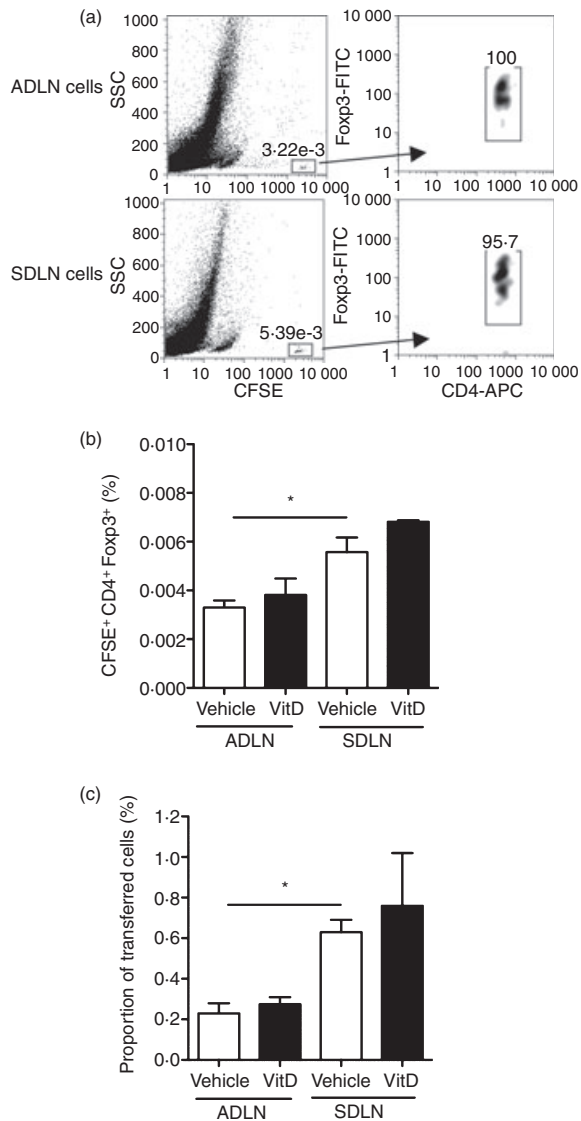 (a)
ADLN cells
SSC
1000
800
600
400
200
0
3·22e-3
1 10 100 1000 10 000
Foxp3-FITC
10 000
1000
100
10
1
100
1 10 100 1000 10 000
SDLN cells
SSC
1000
800
600
400
200
0
5·39e-3
1 10 100 1000 10 000
CFSE
Foxp3-FITC
10 000
1000
100
10
1
95·7
1 10 100 1000 10 000
CD4-APC
(b)
CFSE⁺ CD4⁺ Foxp3⁺ (%)
0·010
0·008
0·006
0·004
0·002
0·000
*
Vehicle VitD Vehicle VitD
ADLN SDLN
(c)
Proportion of transferred cells (%)
1·2
1·0
0·8
0·6
0·4
0·2
0·0
*
Vehicle VitD Vehicle VitD
ADLN SDLN